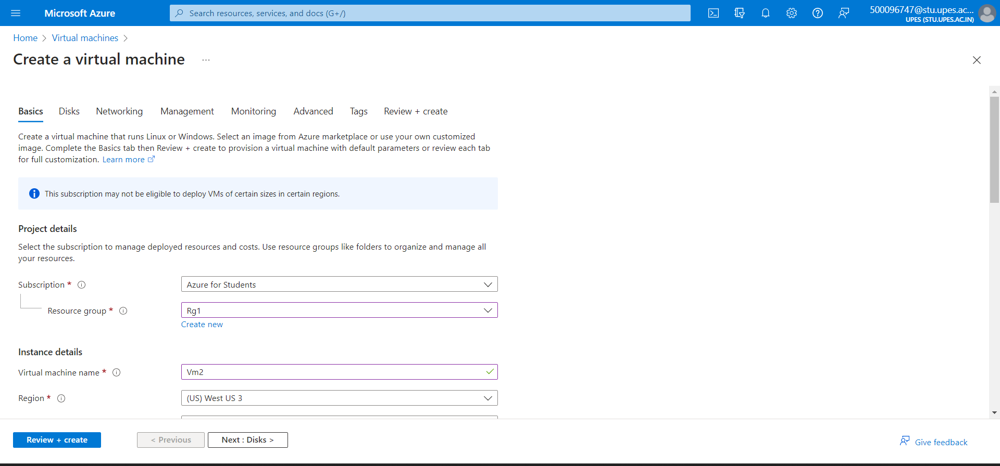 Microsoft Azure
Search resources, services, and docs (G+/)
500096747@stu.upes.ac...
UPES (STU.UPES.AC.IN)
Home > Virtual machines >
Create a virtual machine ...
Basics Disks Networking Management Monitoring Advanced Tags Review + create
Create a virtual machine that runs Linux or Windows. Select an image from Azure marketplace or use your own customized
image. Complete the Basics tab then Review + create to provision a virtual machine with default parameters or review each tab
for full customization. Learn more
This subscription may not be eligible to deploy VMs of certain sizes in certain regions.
Project details
Select the subscription to manage deployed resources and costs. Use resource groups like folders to organize and manage all
your resources.
Subscription * Azure for Students
Resource group * Rg1
Create new
Instance details
Virtual machine name * Vm2
Region * (US) West US 3
Review + create < Previous Next : Disks > Give feedback